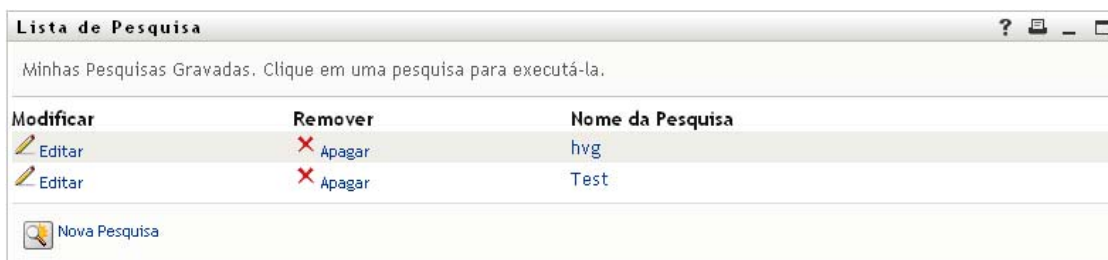 Lista de Pesquisa ?
Minhas Pesquisas Gravadas. Clique em uma pesquisa para executá-la.
Modificar Remover Nome da Pesquisa
Editar Apagar hvg
Editar Apagar Test
Nova Pesquisa